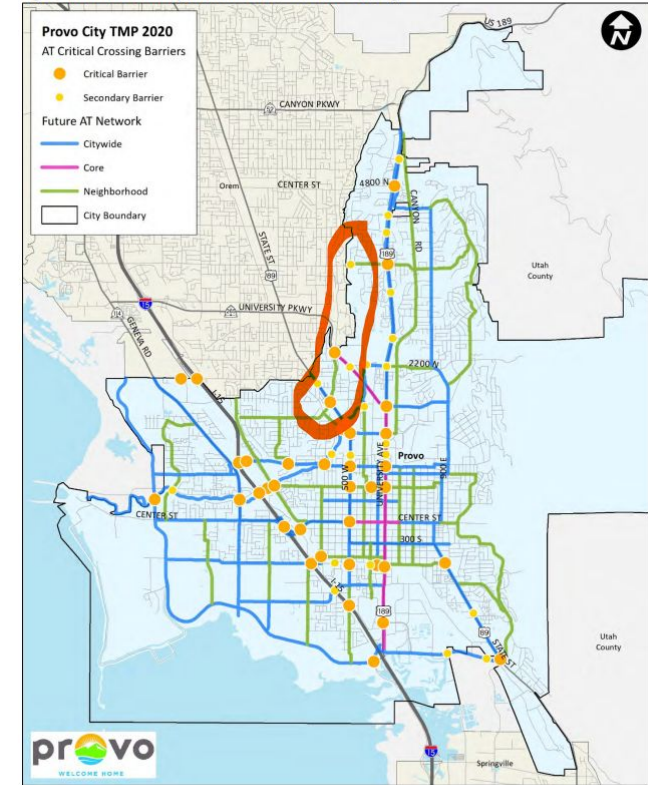 Provo City TMP 2020
AT Critical Crossing Barriers
Critical Barrier
Secondary Barrier
Future AT Network
Citywide
Core
Neighborhood
City Boundary
US 189
N
CANYON PKWY
52
Orem
CENTER ST
4800 N
CANYON
RD
STATE ST
89
189
Utah
County
UNIVERSITY PKWY
15
114
GENEVA RD
2200 N
I-15
Provo
500 W
UNIVERSITY AVE
900 E
CENTER ST
CENTER ST
300 S
I-15
189
89
STATE ST
Utah
County
15
Springville
provo
WELCOME HOME